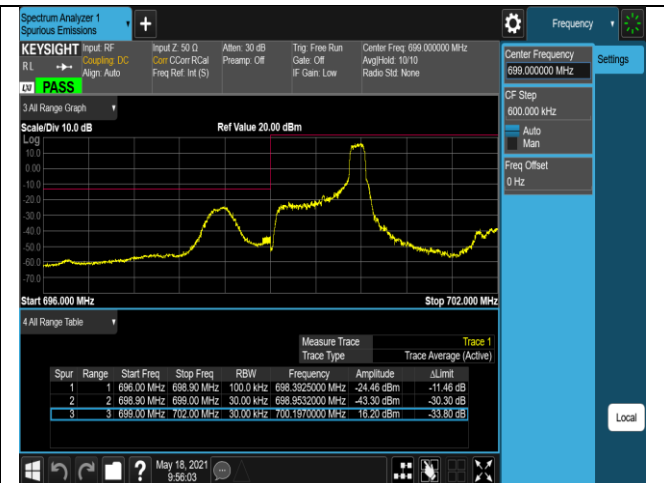 Spectrum Analyzer 1
Spurious Emissions
+
Frequency
KEYSIGHT Input: RF Input Z: 50 Ω Atten: 30 dB Trig: Free Run Center Freq: 699.000000 MHz
RL Coupling: DC Corr CCorr RCal Preamp: Off Gate: Off Avg|Hold: 10/10
Align: Auto Freq Ref: Int (S) IF Gain: Low Radio Std: None
LXI PASS
Center Frequency
699.000000 MHz
Settings
CF Step
600.000 kHz
Auto
Man
Freq Offset
0 Hz
3 All Range Graph
Scale/Div 10.0 dB Ref Value 20.00 dBm
Log
10.0
0.00
-10.0
-20.0
-30.0
-40.0
-50.0
-60.0
-70.0
Start 696.000 MHz Stop 702.000 MHz
4 All Range Table
Measure Trace Trace 1
Trace Type Trace Average (Active)
Spur Range Start Freq Stop Freq RBW Frequency Amplitude ΔLimit
1 1 696.00 MHz 698.90 MHz 100.0 kHz 698.3925000 MHz -24.46 dBm -11.46 dB
2 2 698.90 MHz 699.00 MHz 30.00 kHz 698.9532000 MHz -43.30 dBm -30.30 dB
3 3 699.00 MHz 702.00 MHz 30.00 kHz 700.1970000 MHz 16.20 dBm -33.80 dB
Local
? May 18, 2021
9:56:03